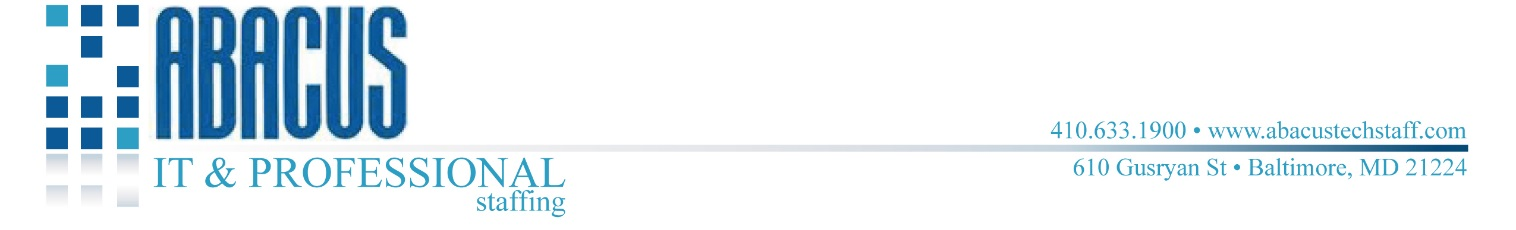 ABACUS
IT & PROFESSIONAL
staffing
410.633.1900 • www.abacustechstaff.com
610 Gusryan St • Baltimore, MD 21224